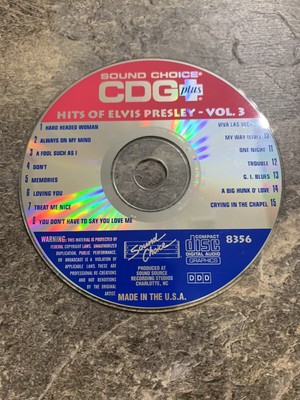 SOUND CHOICE®
CDG plus
HITS OF ELVIS PRESLEY - VOL. 3
1 HARD HEADED WOMAN
2 ALWAYS ON MY MIND
3 A FOOL SUCH AS I
4 DON'T
5 MEMORIES
6 LOVING YOU
7 TREAT ME NICE
8 YOU DON'T HAVE TO SAY YOU LOVE ME
VIVA LAS
MY WAY
ONE NIGHT 11
TROUBLE
G. I. BLUES 13
A BIG HUNK O' LOVE 14
CRYING IN THE CHAPEL 15
WARNING: THIS MATERIAL IS PROTECTED BY
FEDERAL COPYRIGHT LAWS. UNAUTHORIZED
DUPLICATION, PUBLIC PERFORMANCE,
OR BROADCAST IS A VIOLATION
OF APPLICABLE LAWS. THESE ARE
PROFESSIONAL RE-CREATIONS
AND NOT RENDITIONS
BY THE ORIGINAL
ARTIST
Sound Choice
PRODUCED AT
SOUND SOURCE
RECORDING STUDIOS
CHARLOTTE, NC
COMPACT
disc
DIGITAL AUDIO
GRAPHICS
8356
DDD
MADE IN THE U.S.A.